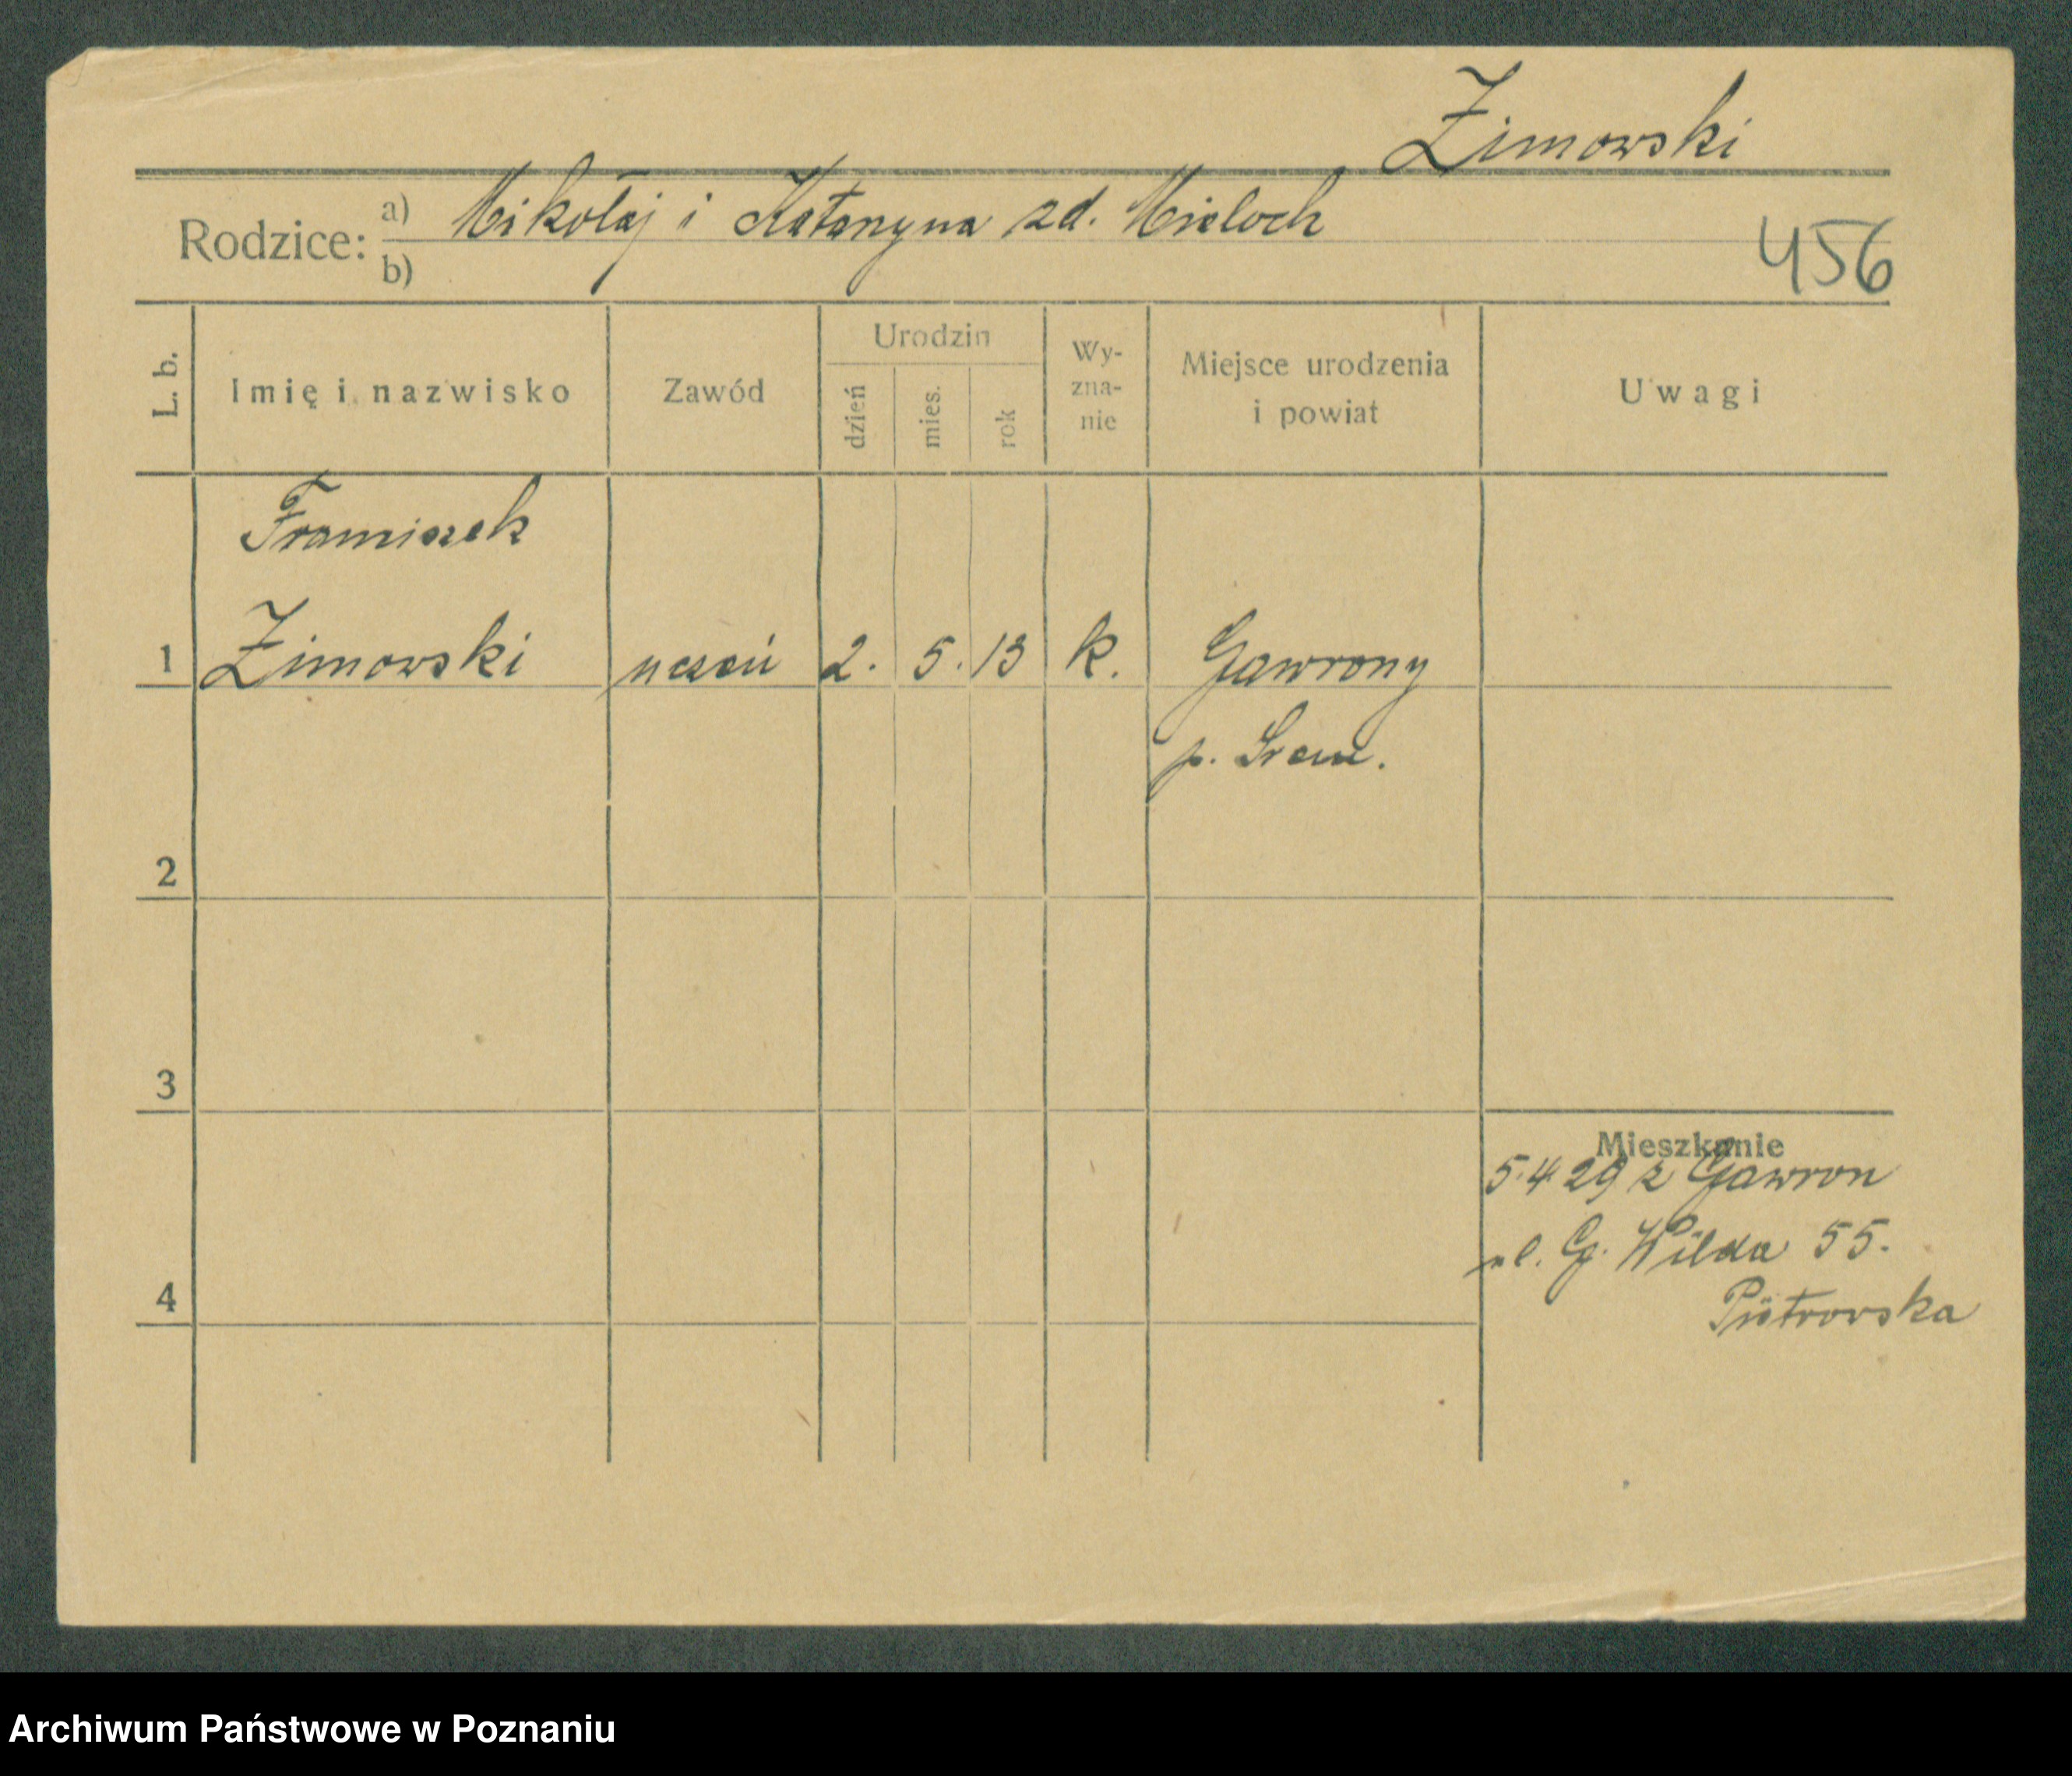 Zimowski
Rodzice: a) Mikołaj i Katarzyna zd. Mieloch
b)
456
L. b. Imię i nazwisko Zawód Urodzin dzień mies. rok Wy-zna-nie Miejsce urodzenia i powiat Uwagi
Franciszek
1 Zimowski uczeń 2. 5. 13 k. Gawrony
p. Śrem.
2
3
Mieszkanie
5.4.29 z Gawron
ul. G. Wilda 55.
4 Piotrowska
Archiwum Państwowe w Poznaniu